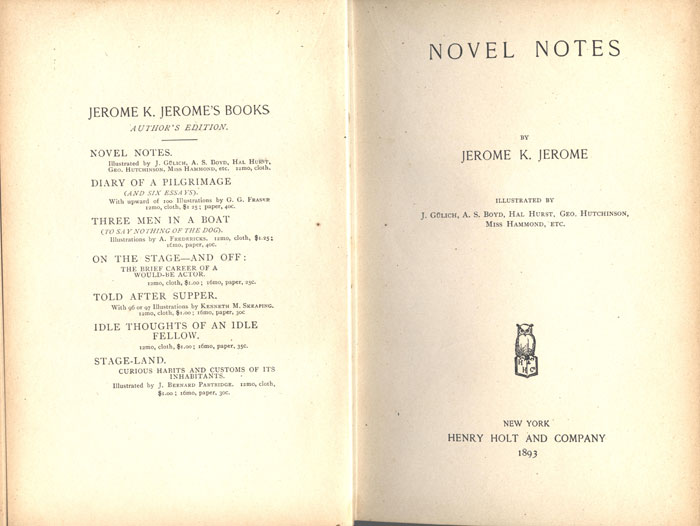 JEROME K. JEROME'S BOOKS
AUTHOR'S EDITION.
NOVEL NOTES.
Illustrated by J. GÜLICH, A. S. BOYD, HAL HURST,
GEO. HUTCHINSON, MISS HAMMOND, etc. 12mo, cloth.
DIARY OF A PILGRIMAGE
(AND SIX ESSAYS).
With upward of 100 Illustrations by G. G. FRASER
12mo, cloth, $1 25; paper, 40c.
THREE MEN IN A BOAT
(TO SAY NOTHING OF THE DOG).
Illustrations by A. FREDERICKS. 12mo, cloth, $1.25;
16mo, paper, 40c.
ON THE STAGE—AND OFF:
THE BRIEF CAREER OF A
WOULD-BE ACTOR.
12mo, cloth, $1.00; 16mo, paper, 25c.
TOLD AFTER SUPPER.
With 96 or 97 Illustrations by KENNETH M. SKEAPING.
12mo, cloth, $1.00; 16mo, paper, 30c
IDLE THOUGHTS OF AN IDLE
FELLOW.
12mo, cloth, $1.00; 16mo, paper, 35c.
STAGE-LAND.
CURIOUS HABITS AND CUSTOMS OF ITS
INHABITANTS.
Illustrated by J. BERNARD PARTRIDGE. 12mo, cloth,
$1.00; 16mo, paper, 30c.
NOVEL NOTES
BY
JEROME K. JEROME
ILLUSTRATED BY
J. GÜLICH, A. S. BOYD, HAL HURST, GEO. HUTCHINSON,
MISS HAMMOND, ETC.
H H C
NEW YORK
HENRY HOLT AND COMPANY
1893